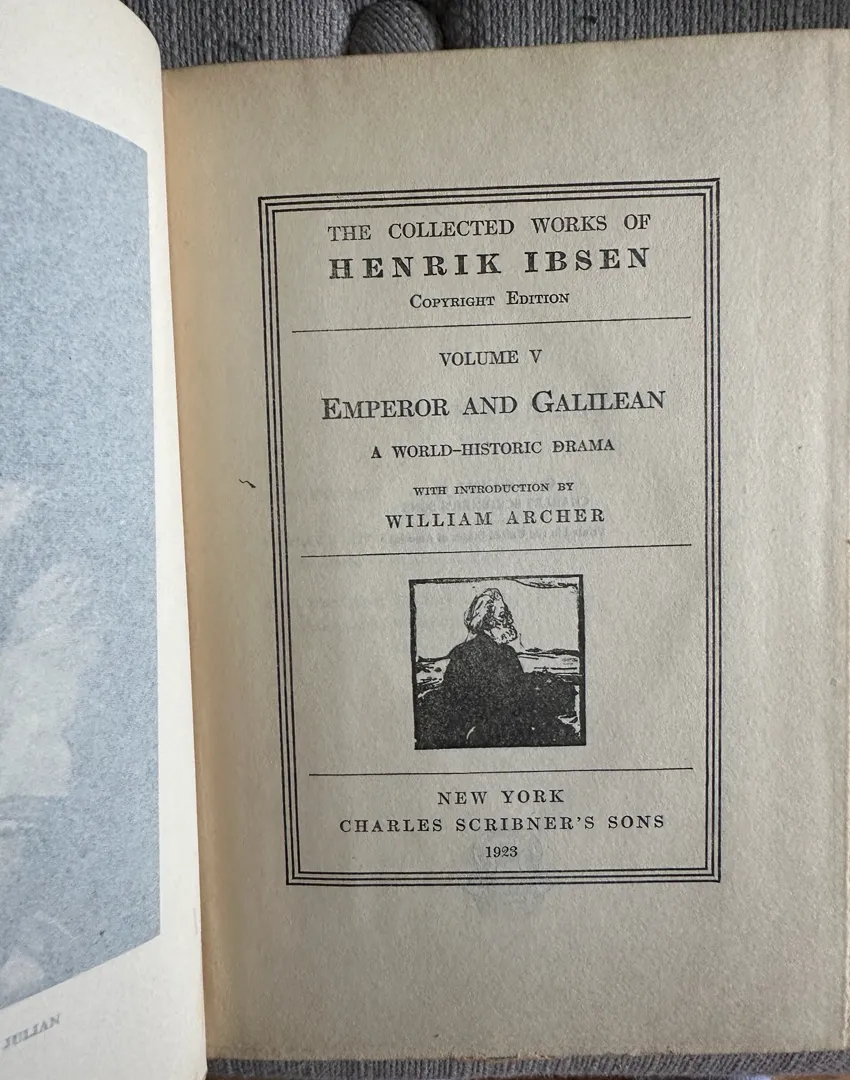 JULIAN
THE COLLECTED WORKS OF
HENRIK IBSEN
COPYRIGHT EDITION
VOLUME V
EMPEROR AND GALILEAN
A WORLD-HISTORIC DRAMA
WITH INTRODUCTION BY
WILLIAM ARCHER
NEW YORK
CHARLES SCRIBNER'S SONS
1923